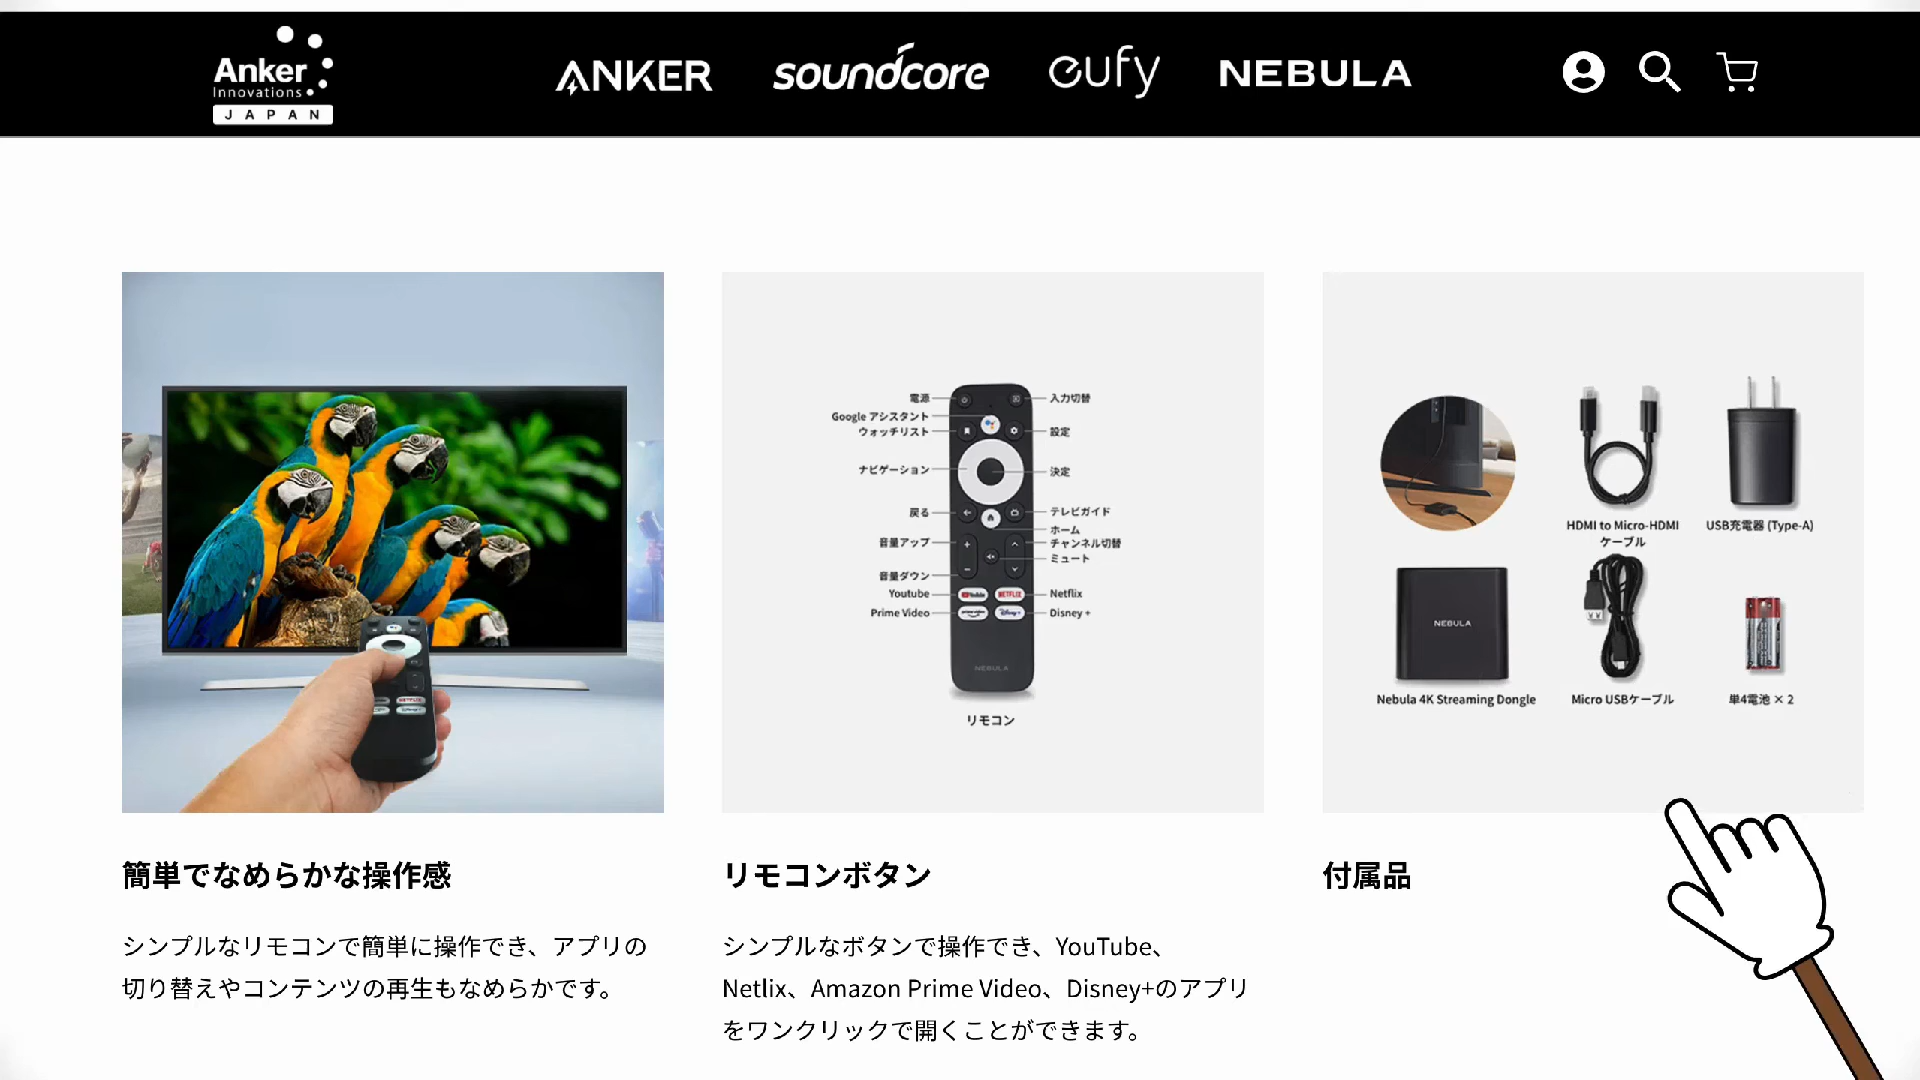 Anker
Innovations
JAPAN
ANKER
soundcore
eufy
NEBULA
電源
入力切替
Google アシスタント
ウォッチリスト
設定
ナビゲーション
決定
戻る
テレビガイド
ホーム
音量アップ
チャンネル切替
ミュート
音量ダウン
Youtube
Netflix
Prime Video
Disney +
YouTube
NETFLIX
prime video
Disney+
NEBULA
リモコン
HDMI to Micro-HDMI
ケーブル
USB充電器 (Type-A)
NEBULA
Nebula 4K Streaming Dongle
Micro USBケーブル
単4電池 × 2
簡単でなめらかな操作感
シンプルなリモコンで簡単に操作でき、アプリの
切り替えやコンテンツの再生もなめらかです。
リモコンボタン
シンプルなボタンで操作でき、YouTube、
Netlix、Amazon Prime Video、Disney+のアプリ
をワンクリックで開くことができます。
付属品